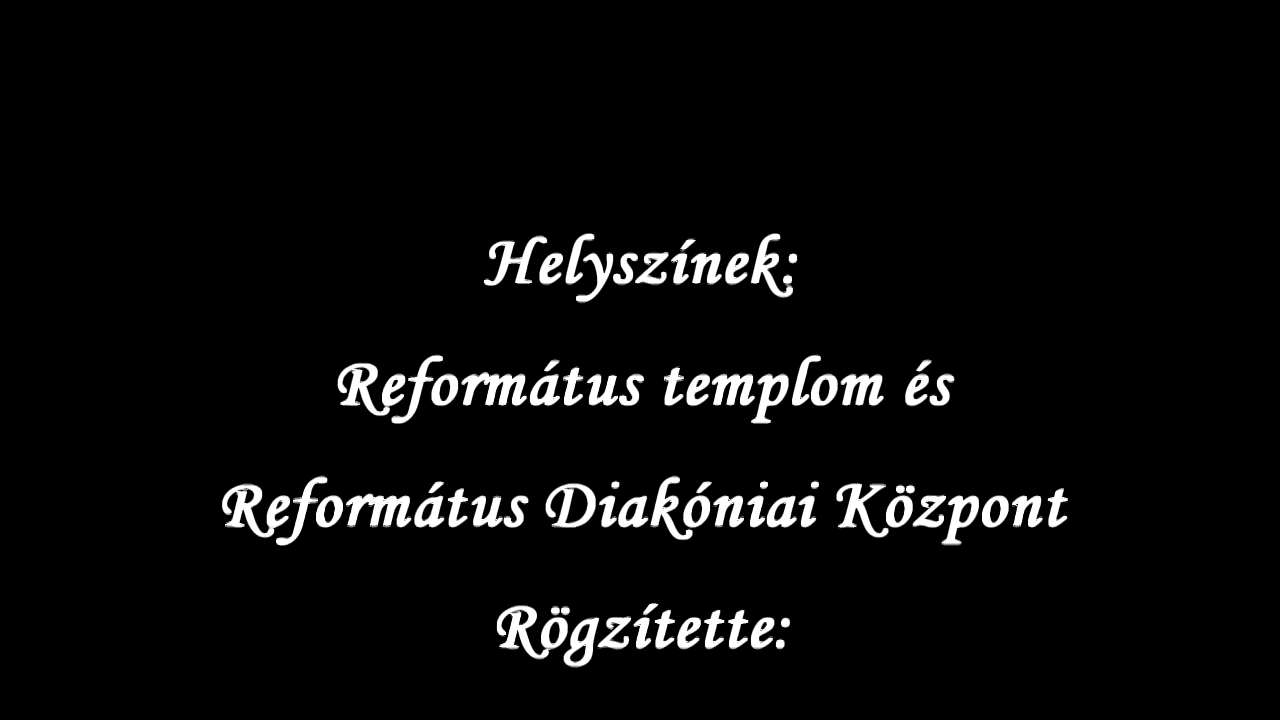 Helyszínek:
Református templom és
Református Diakóniai Központ
Rögzítette: